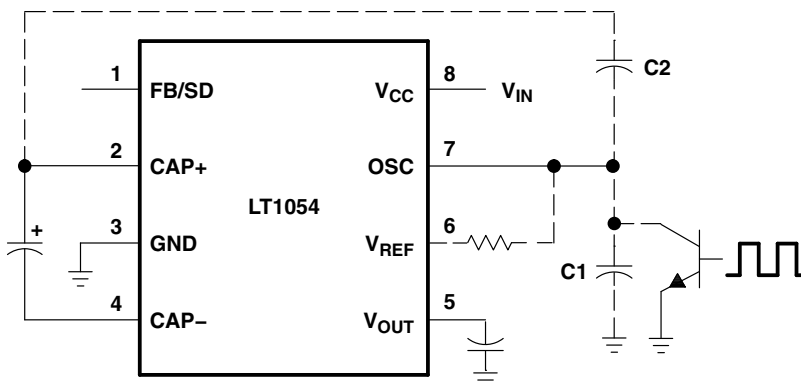 C2
1 FB/SD
VCC 8 VIN
2 CAP+
OSC 7
LT1054
3 GND
VREF 6
+
C1
4 CAP−
VOUT 5